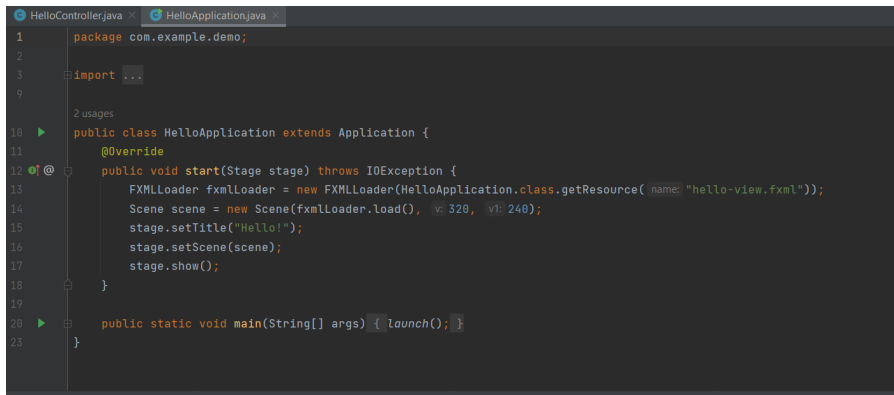 HelloController.java × HelloApplication.java ×
1 package com.example.demo;
2
3 import ...
9
2 usages
10 public class HelloApplication extends Application {
11 @Override
12 @ public void start(Stage stage) throws IOException {
13 FXMLLoader fxmlLoader = new FXMLLoader(HelloApplication.class.getResource( name: "hello-view.fxml"));
14 Scene scene = new Scene(fxmlLoader.load(), v: 320, v1: 240);
15 stage.setTitle("Hello!");
16 stage.setScene(scene);
17 stage.show();
18 }
19
20 public static void main(String[] args) { launch(); }
23 }